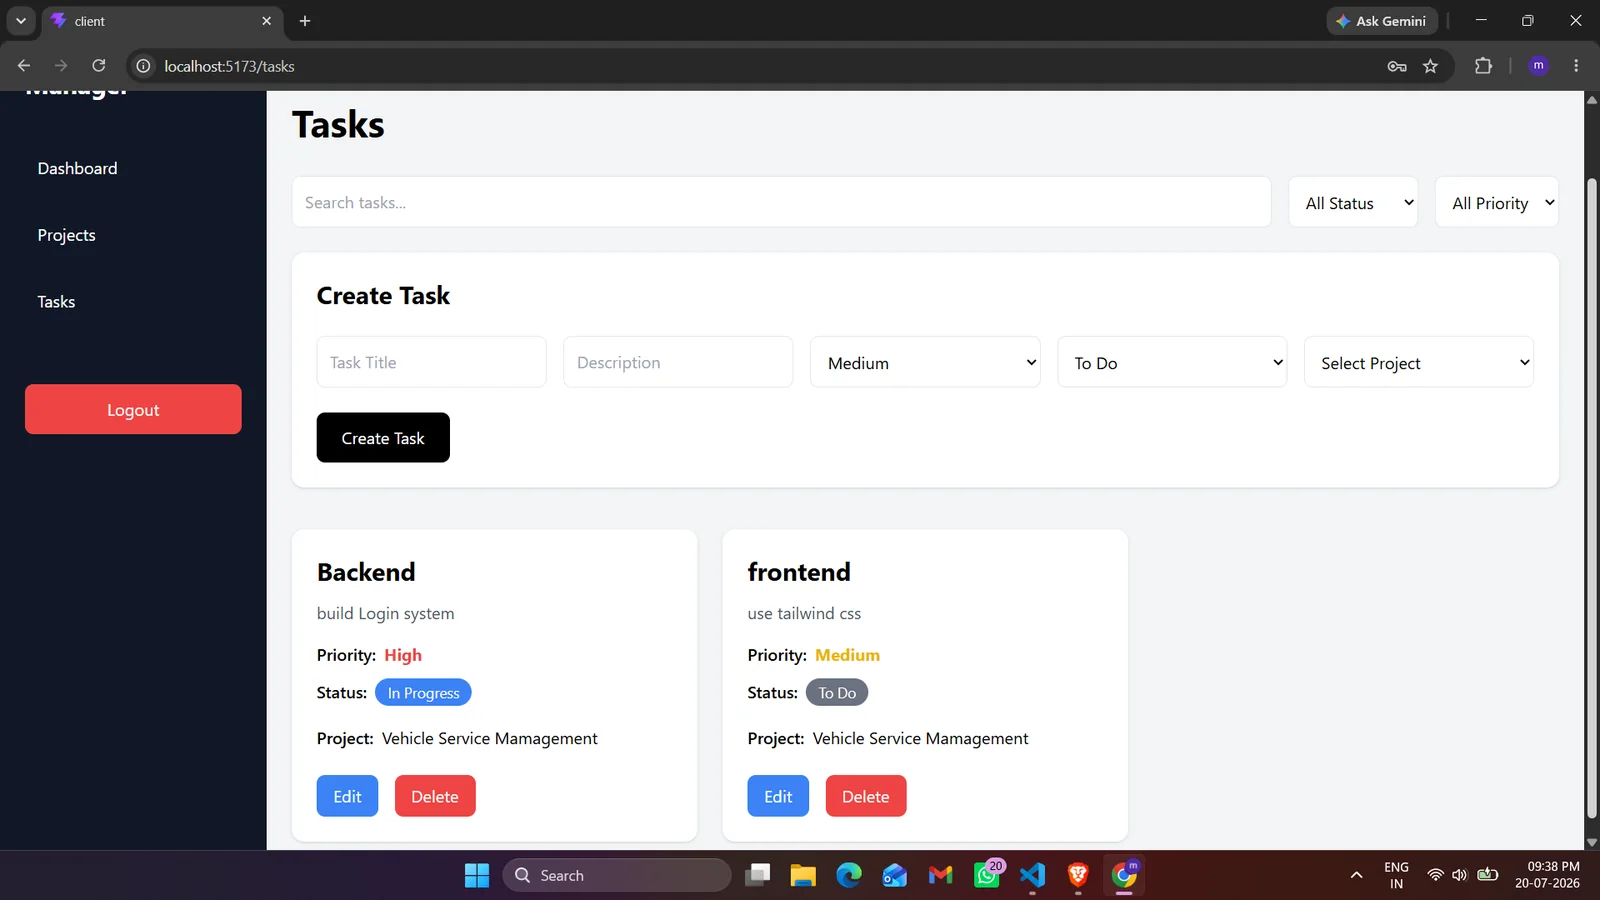 client
Ask Gemini
localhost:5173/tasks
m
Manager
Dashboard
Projects
Tasks
Logout
Tasks
Search tasks...
All Status
All Priority
Create Task
Task Title
Description
Medium
To Do
Select Project
Create Task
Backend
build Login system
Priority: High
Status: In Progress
Project: Vehicle Service Mamagement
Edit
Delete
frontend
use tailwind css
Priority: Medium
Status: To Do
Project: Vehicle Service Mamagement
Edit
Delete
Search
20
m
ENG
IN
09:38 PM
20-07-2026